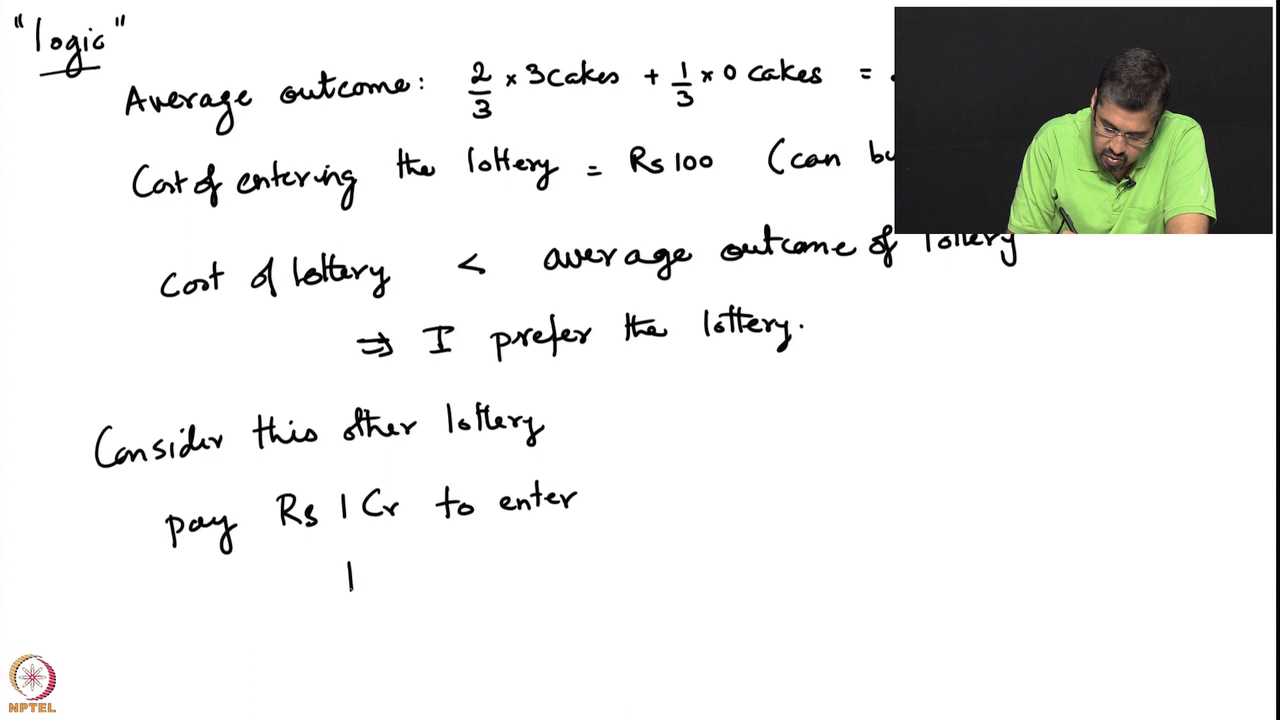 "logic"
Average outcome: 2/3 × 3 cakes + 1/3 × 0 cakes =
Cost of entering the lottery = Rs 100 (can bu
Cost of lottery < average outcome of lottery
⇒ I prefer the lottery.
Consider this other lottery
pay Rs 1 Cr to enter
1
NPTEL